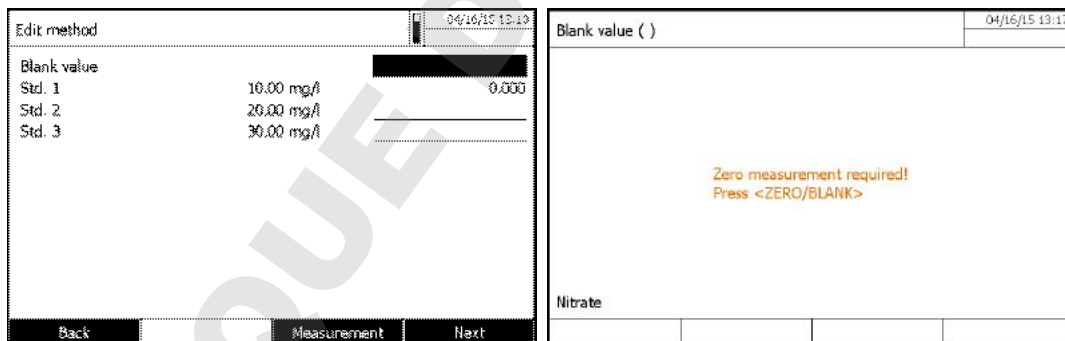 Edit method
04/16/15 13:10
Blank value
Std. 1 10.00 mg/l 0.000
Std. 2 20.00 mg/l
Std. 3 30.00 mg/l
Back Measurement Next
Blank value ( )
04/16/15 13:17
Zero measurement required!
Press <ZERO/BLANK>
Nitrate
QUE D